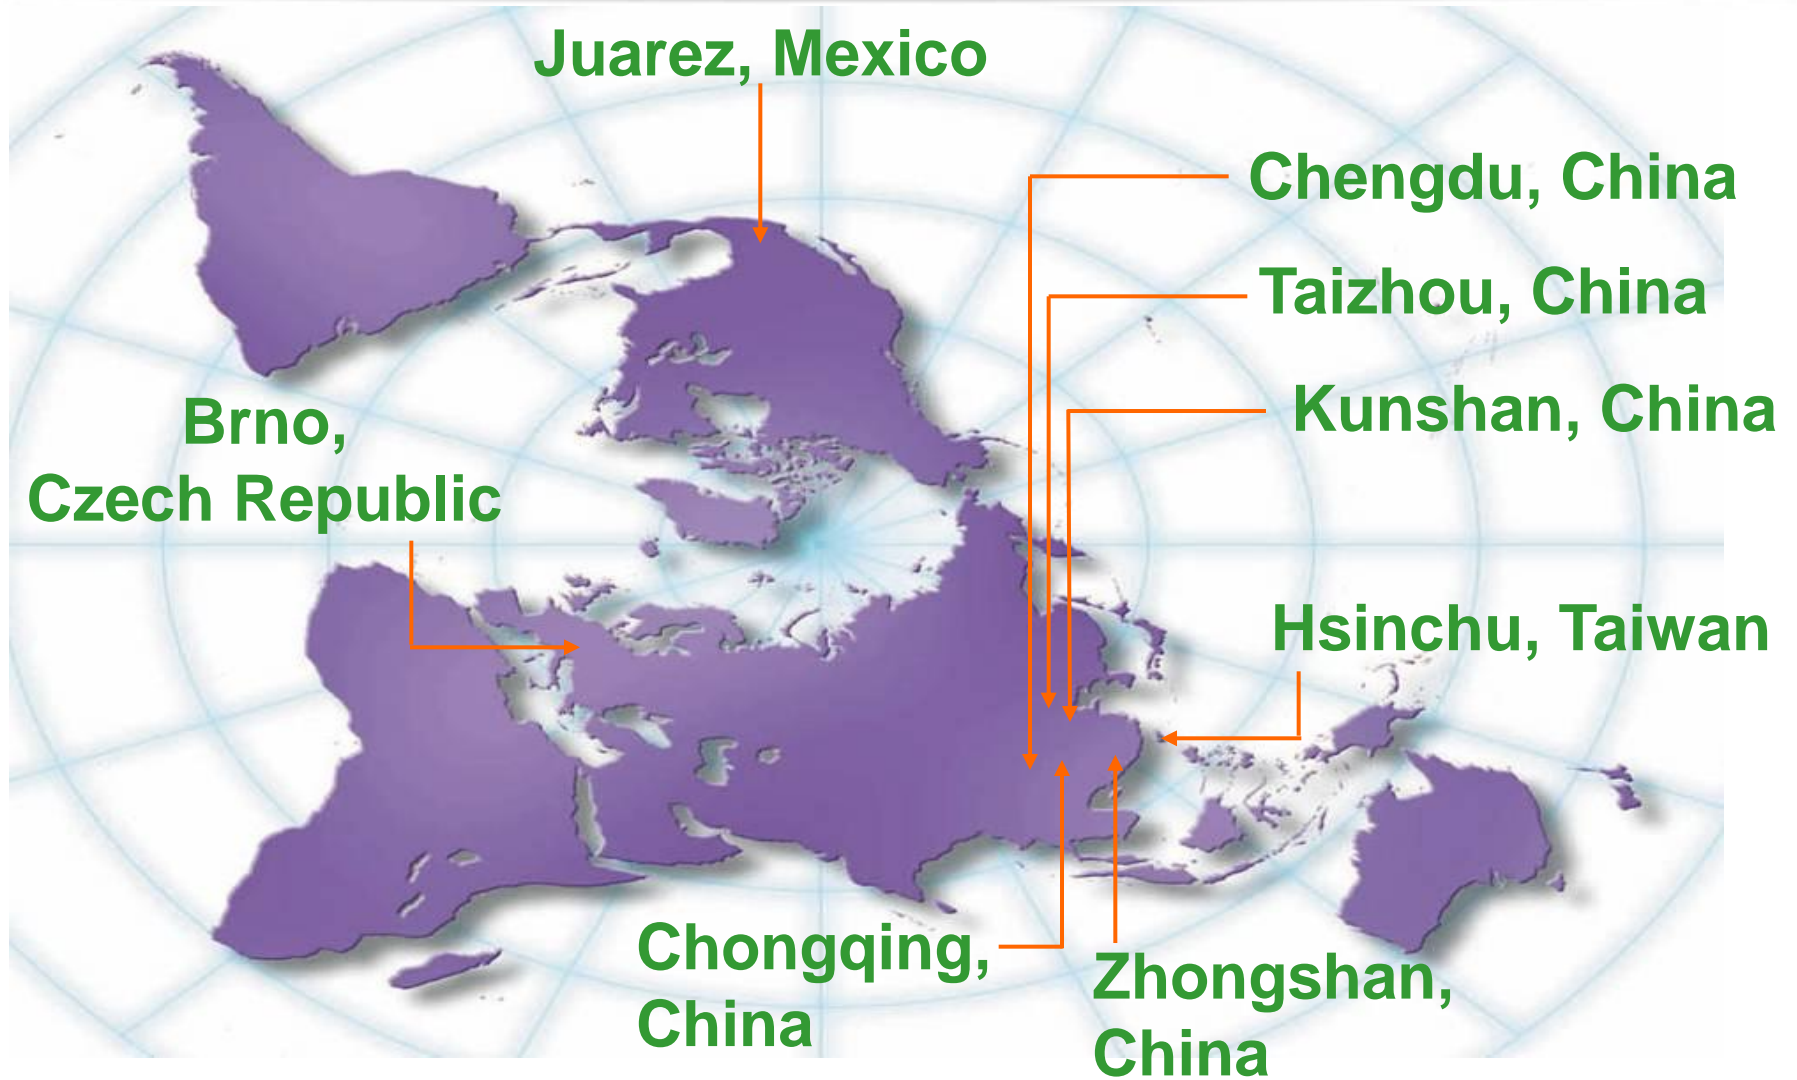 Juarez, Mexico
Chengdu, China
Taizhou, China
Kunshan, China
Brno,
Czech Republic
Hsinchu, Taiwan
Chongqing,
China
Zhongshan,
China